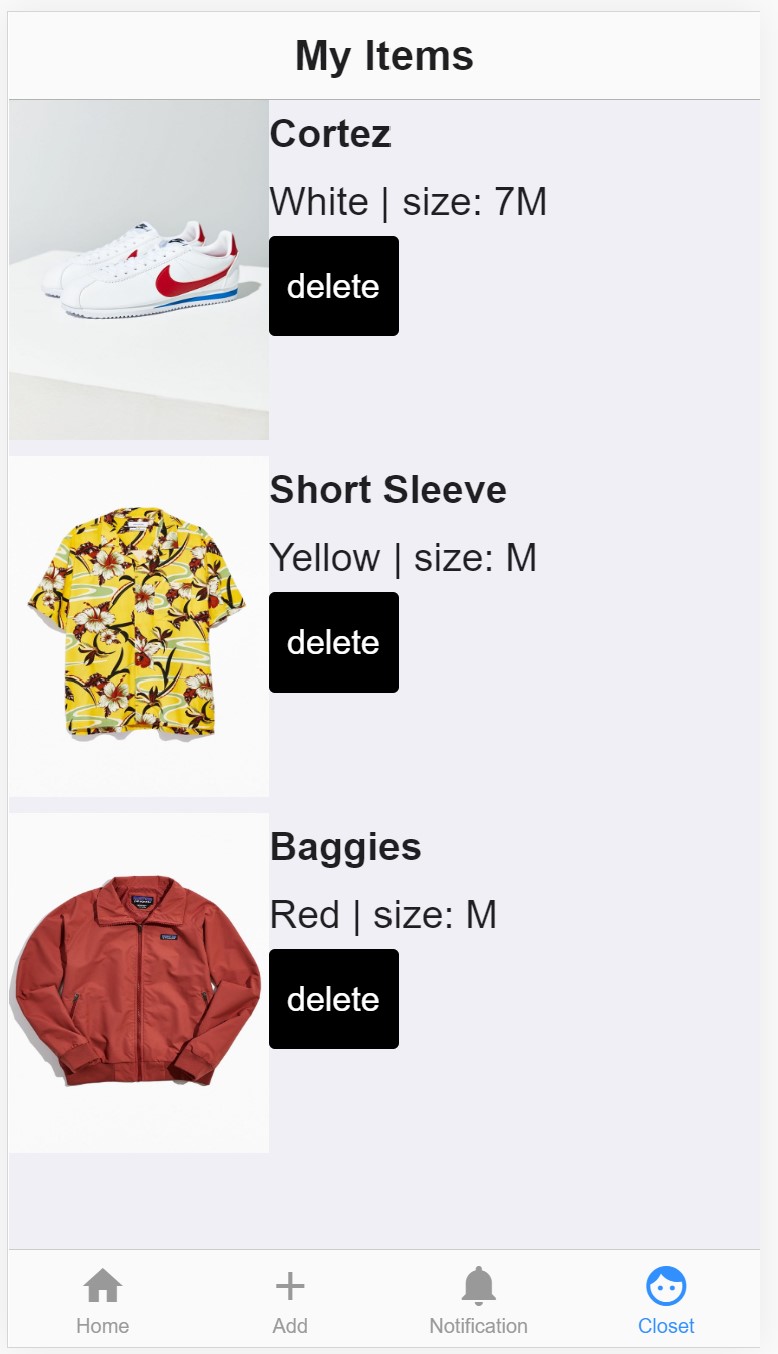 My Items
Cortez
White | size: 7M
delete
Short Sleeve
Yellow | size: M
delete
Baggies
Red | size: M
delete
Home
Add
Notification
Closet